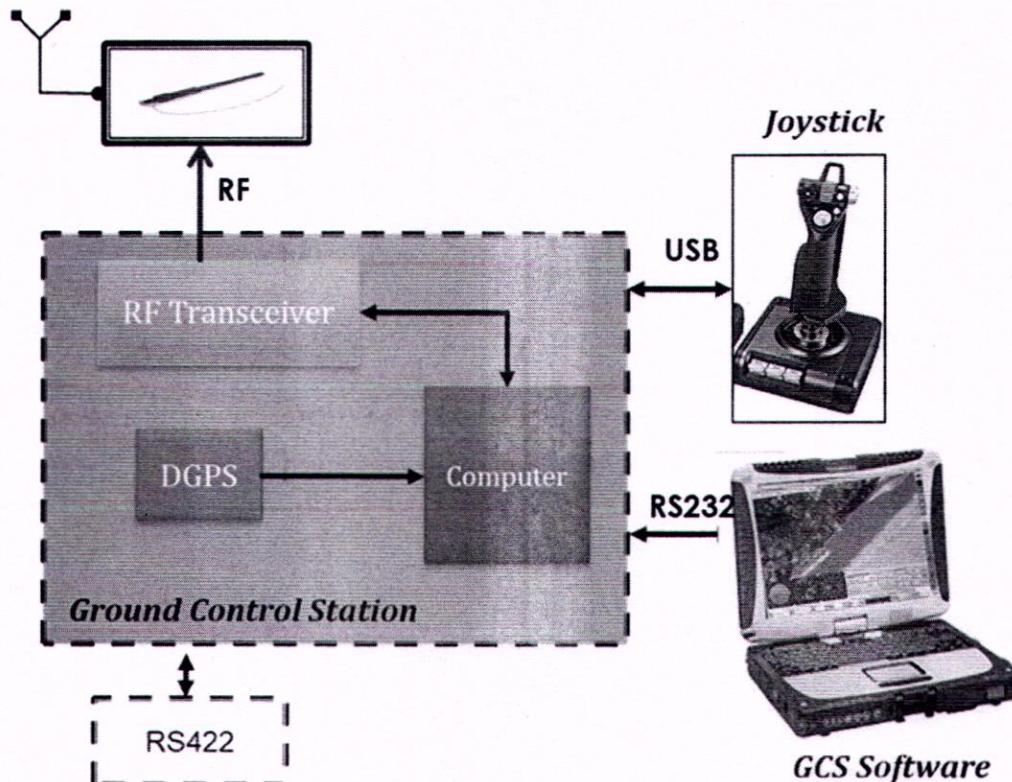 Joystick
RF
USB
RF Transceiver
DGPS
Computer
RS232
Ground Control Station
RS422
GCS Software